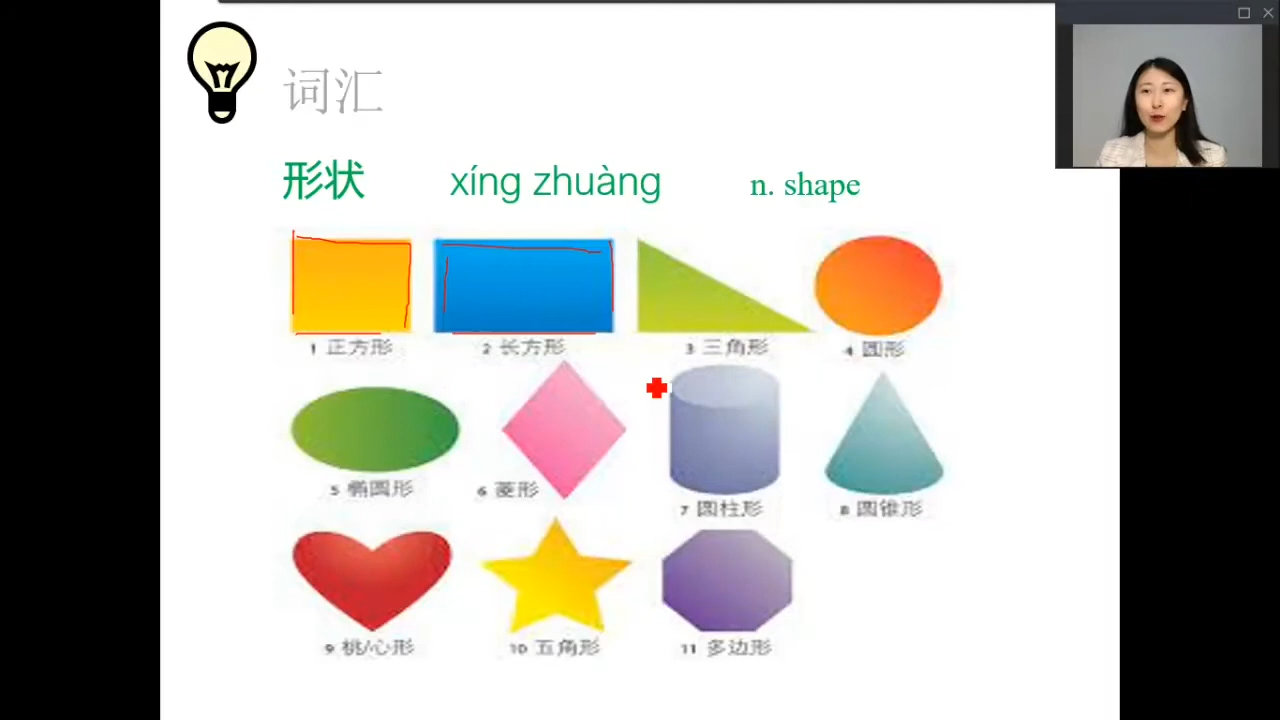 词汇
形状 xíng zhuàng n. shape
1 正方形 2 长方形 3 三角形 4 圆形
5 椭圆形 6 菱形 7 圆柱形 8 圆锥形
9 桃/心形 10 五角形 11 多边形